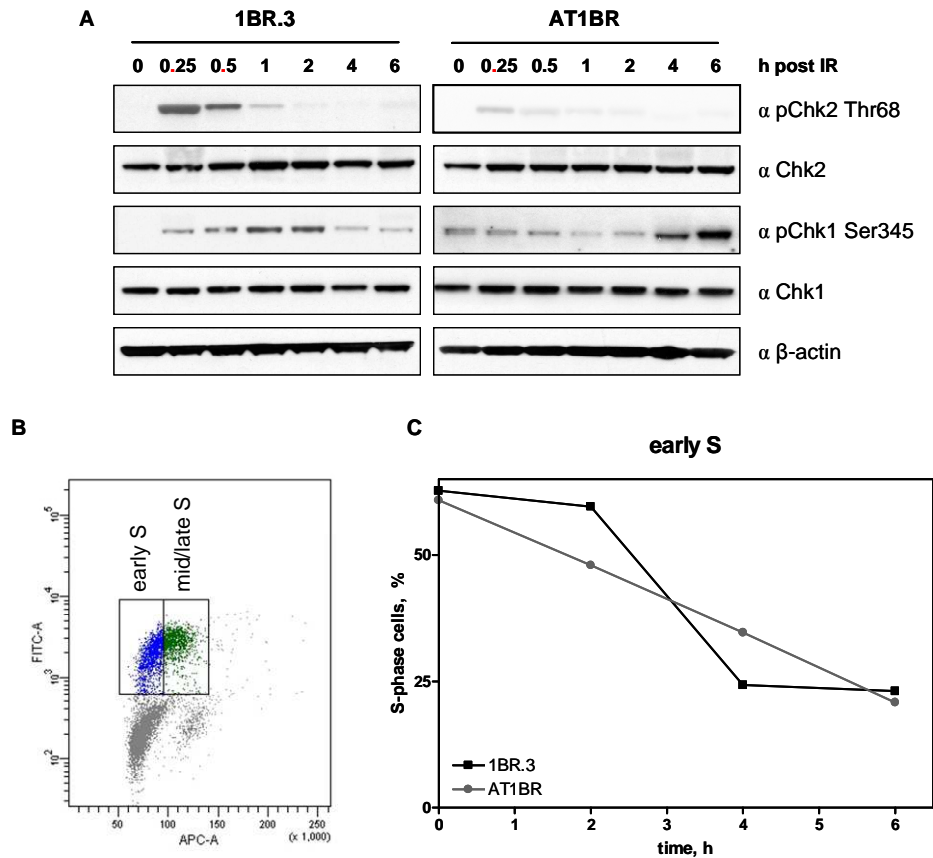 A
1BR.3 AT1BR
0 0.25 0.5 1 2 4 6 0 0.25 0.5 1 2 4 6 h post IR
α pChk2 Thr68
α Chk2
α pChk1 Ser345
α Chk1
α β-actin
B
early S
mid/late S
FITC-A
10^5
10^4
10^3
10^2
50 100 150 200 250
(x 1,000)
APC-A
C
early S
S-phase cells, %
50
25
0
1BR.3
AT1BR
0 1 2 3 4 5 6
time, h